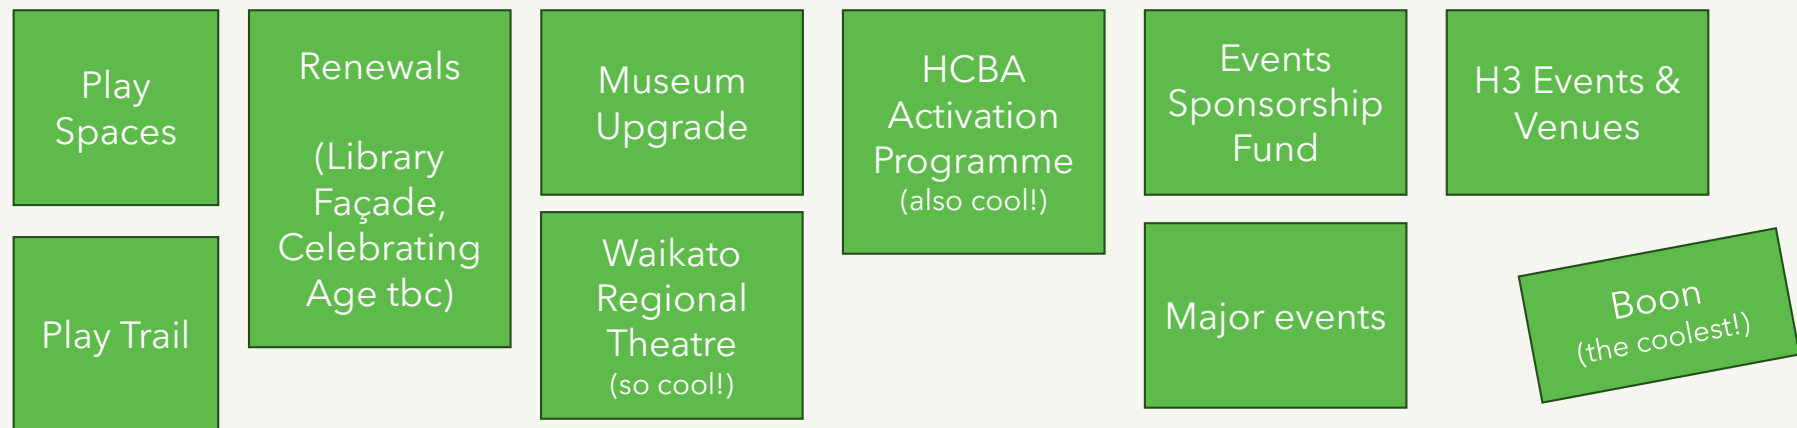 Play
Spaces
Play Trail
Renewals
(Library
Façade,
Celebrating
Age tbc)
Museum
Upgrade
Waikato
Regional
Theatre
(so cool!)
HCBA
Activation
Programme
(also cool!)
Events
Sponsorship
Fund
Major events
H3 Events &
Venues
Boon
(the coolest!)